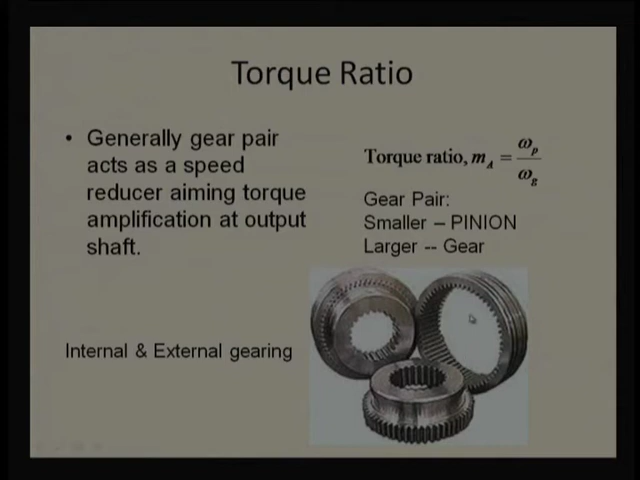 Torque Ratio
• Generally gear pair
acts as a speed
reducer aiming torque
amplification at output
shaft.
Torque ratio, m_A = ω_p / ω_g
Gear Pair:
Smaller – PINION
Larger -- Gear
Internal & External gearing